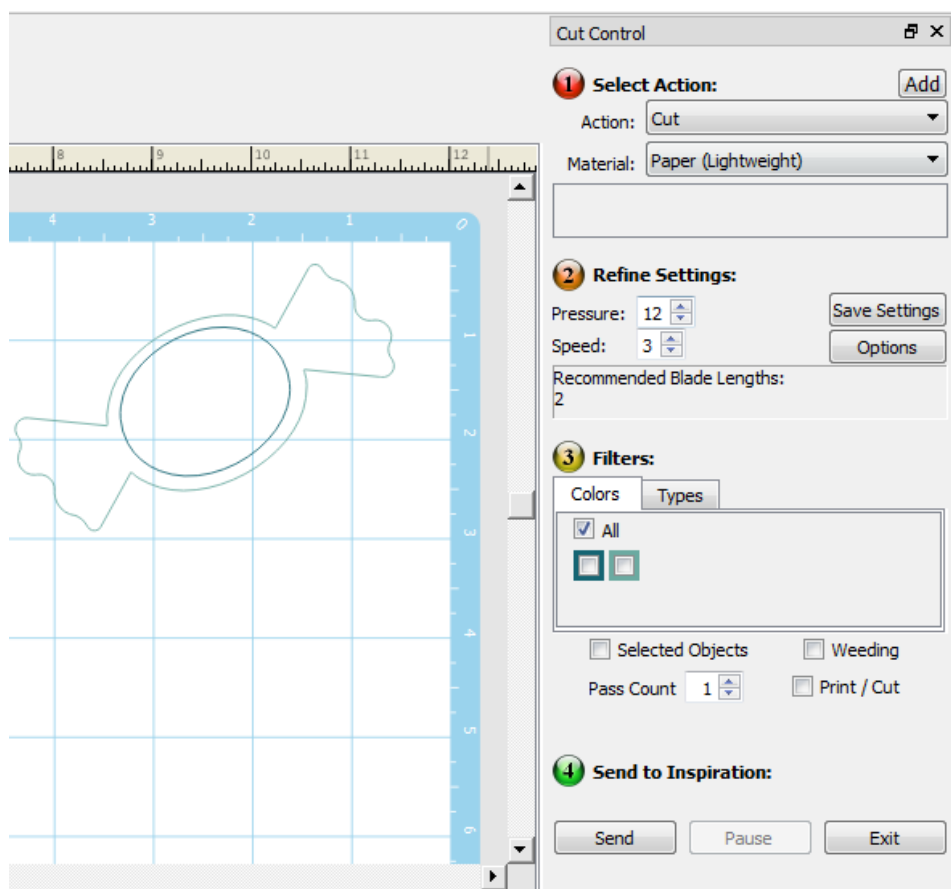 Cut Control
1 Select Action: Add
Action: Cut
Material: Paper (Lightweight)
8 9 10 11 12
4 3 2 1 0
1
2
3
4
5
6
2 Refine Settings:
Pressure: 12 Save Settings
Speed: 3 Options
Recommended Blade Lengths:
2
3 Filters:
Colors Types
All
Selected Objects Weeding
Pass Count 1 Print / Cut
4 Send to Inspiration:
Send Pause Exit